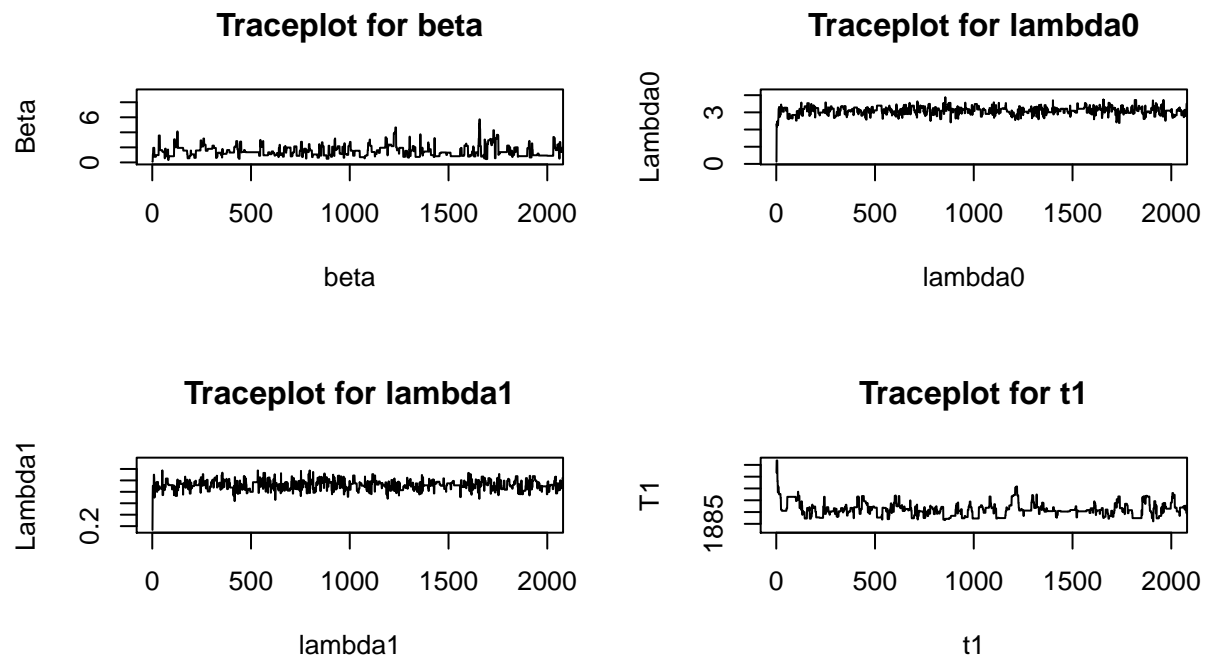 Traceplot for beta
Beta
0 6
0 500 1000 1500 2000
beta
Traceplot for lambda0
Lambda0
0 3
0 500 1000 1500 2000
lambda0
Traceplot for lambda1
Lambda1
0.2
0 500 1000 1500 2000
lambda1
Traceplot for t1
T1
1885
0 500 1000 1500 2000
t1